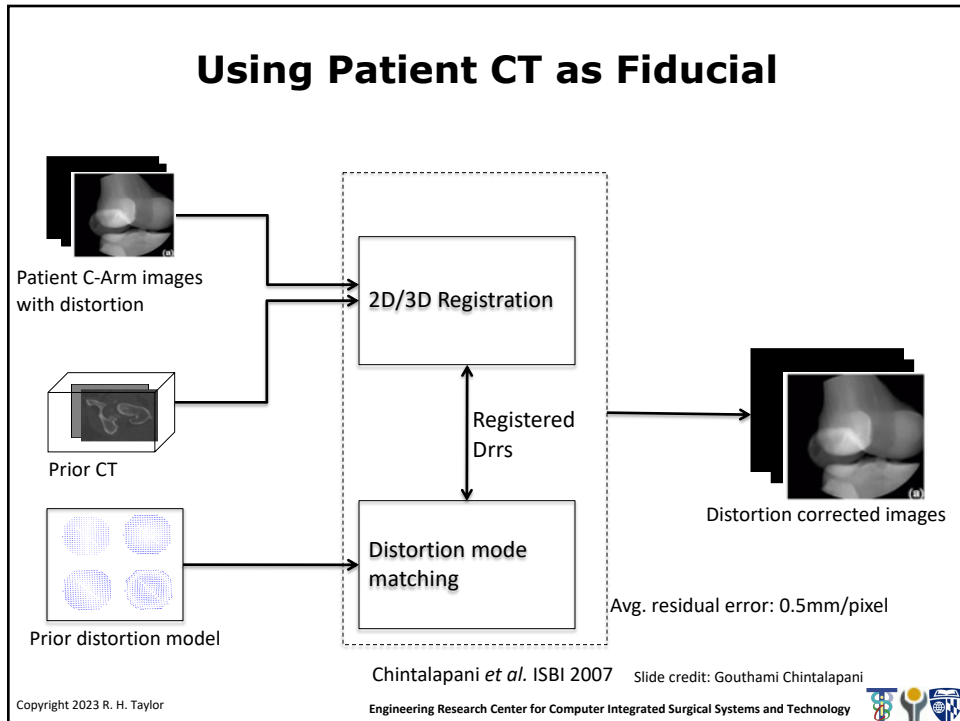 Using Patient CT as Fiducial
Patient C-Arm images
with distortion
2D/3D Registration
Prior CT
Registered
Drrs
Distortion corrected images
Distortion mode
matching
Prior distortion model
Avg. residual error: 0.5mm/pixel
Chintalapani et al. ISBI 2007
Slide credit: Gouthami Chintalapani
Copyright 2023 R. H. Taylor
Engineering Research Center for Computer Integrated Surgical Systems and Technology